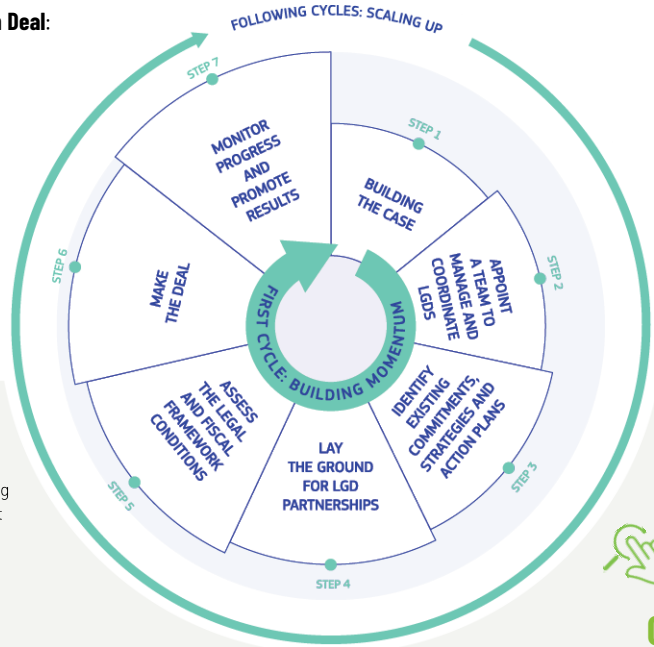 Deal:
FOLLOWING CYCLES: SCALING UP
STEP 1
BUILDING
THE CASE
STEP 2
APPOINT
A TEAM TO
MANAGE AND
COORDINATE
LGDS
STEP 3
IDENTIFY
EXISTING
COMMITMENTS,
STRATEGIES AND
ACTION PLANS
STEP 4
LAY
THE GROUND
FOR LGD
PARTNERSHIPS
STEP 5
ASSESS
THE LEGAL
AND FISCAL
FRAMEWORK
CONDITIONS
STEP 6
MAKE
THE DEAL
STEP 7
MONITOR
PROGRESS
AND
PROMOTE
RESULTS
FIRST CYCLE: BUILDING MOMENTUM